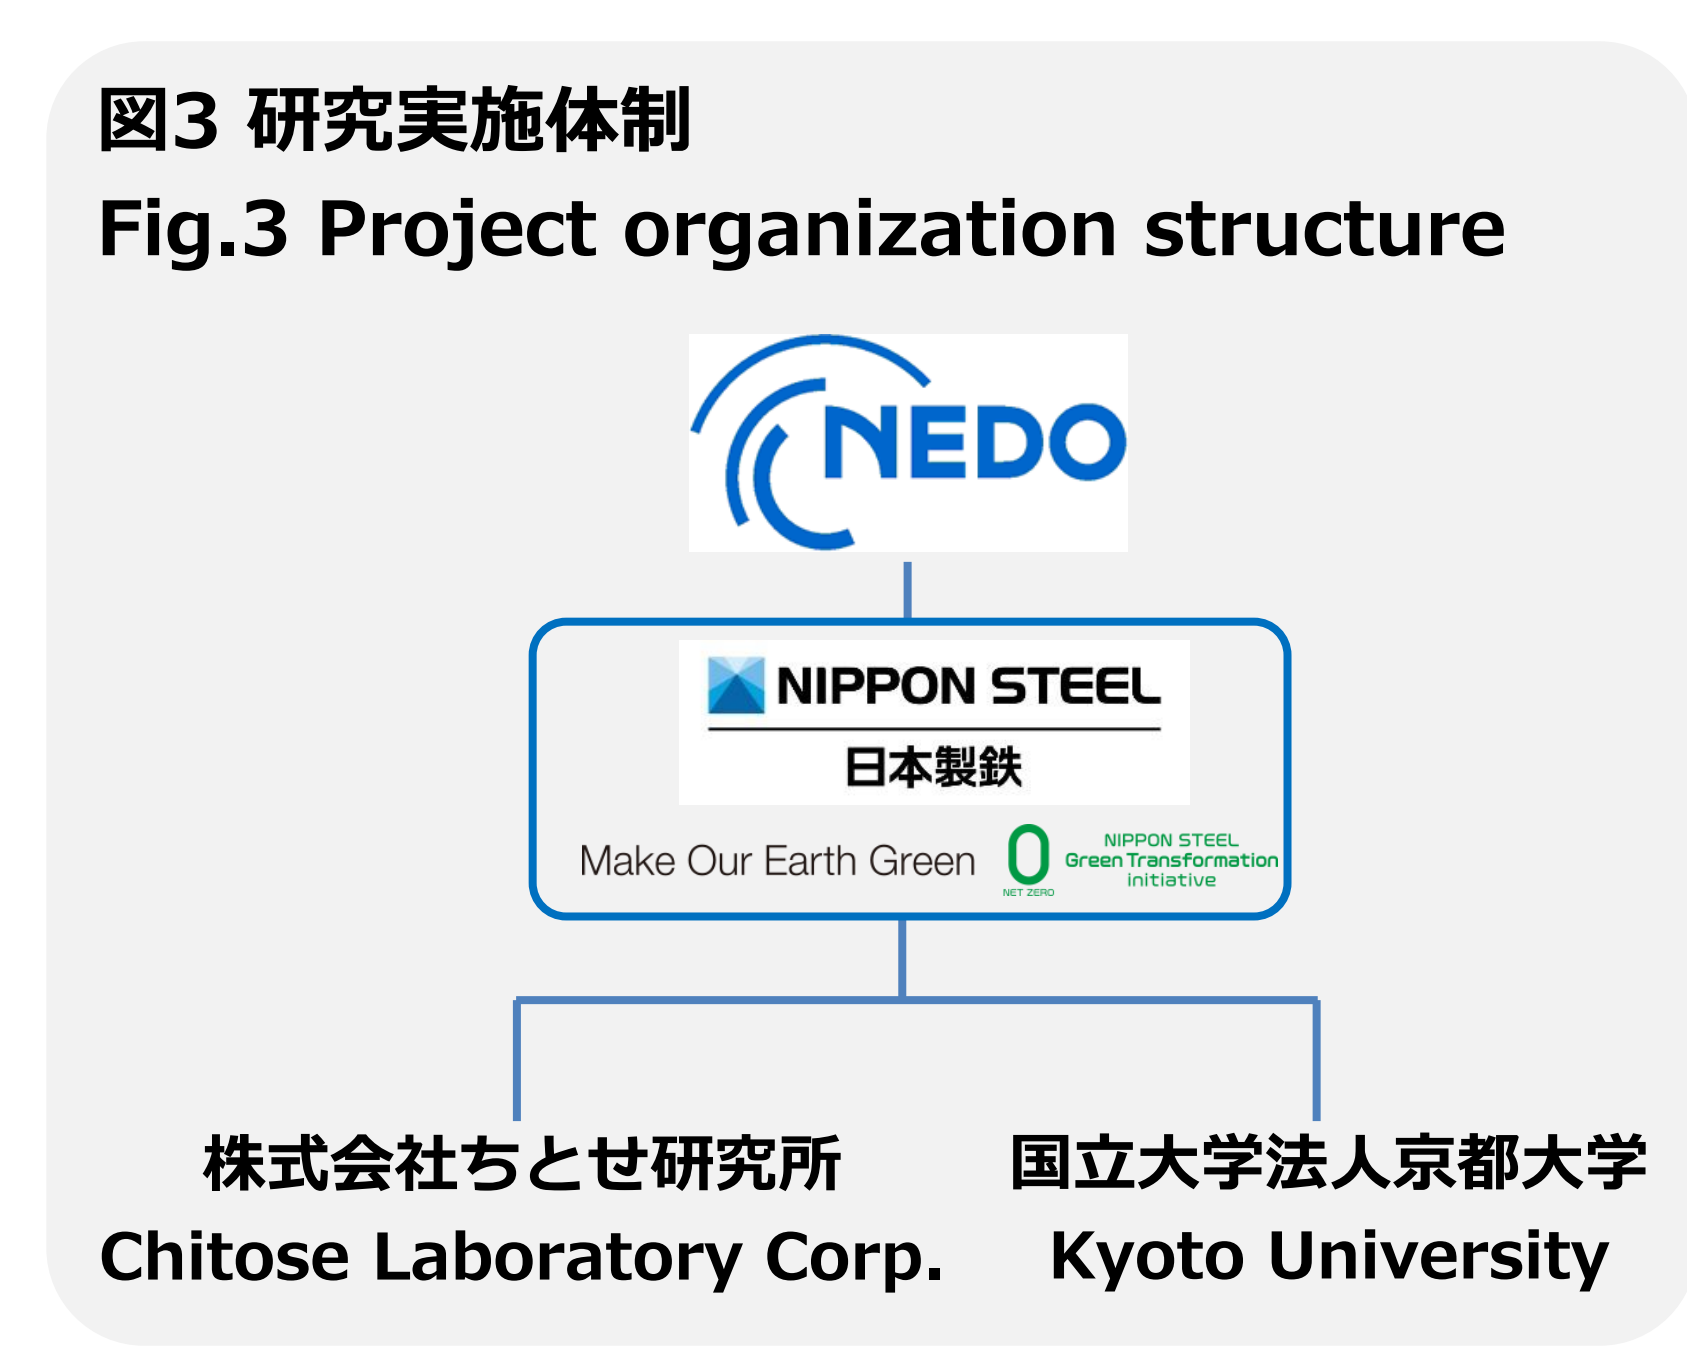 図3 研究実施体制
Fig.3 Project organization structure
NEDO
NIPPON STEEL
日本製鉄
Make Our Earth Green
NET ZERO
NIPPON STEEL
Green Transformation
initiative
株式会社ちとせ研究所
Chitose Laboratory Corp.
国立大学法人京都大学
Kyoto University